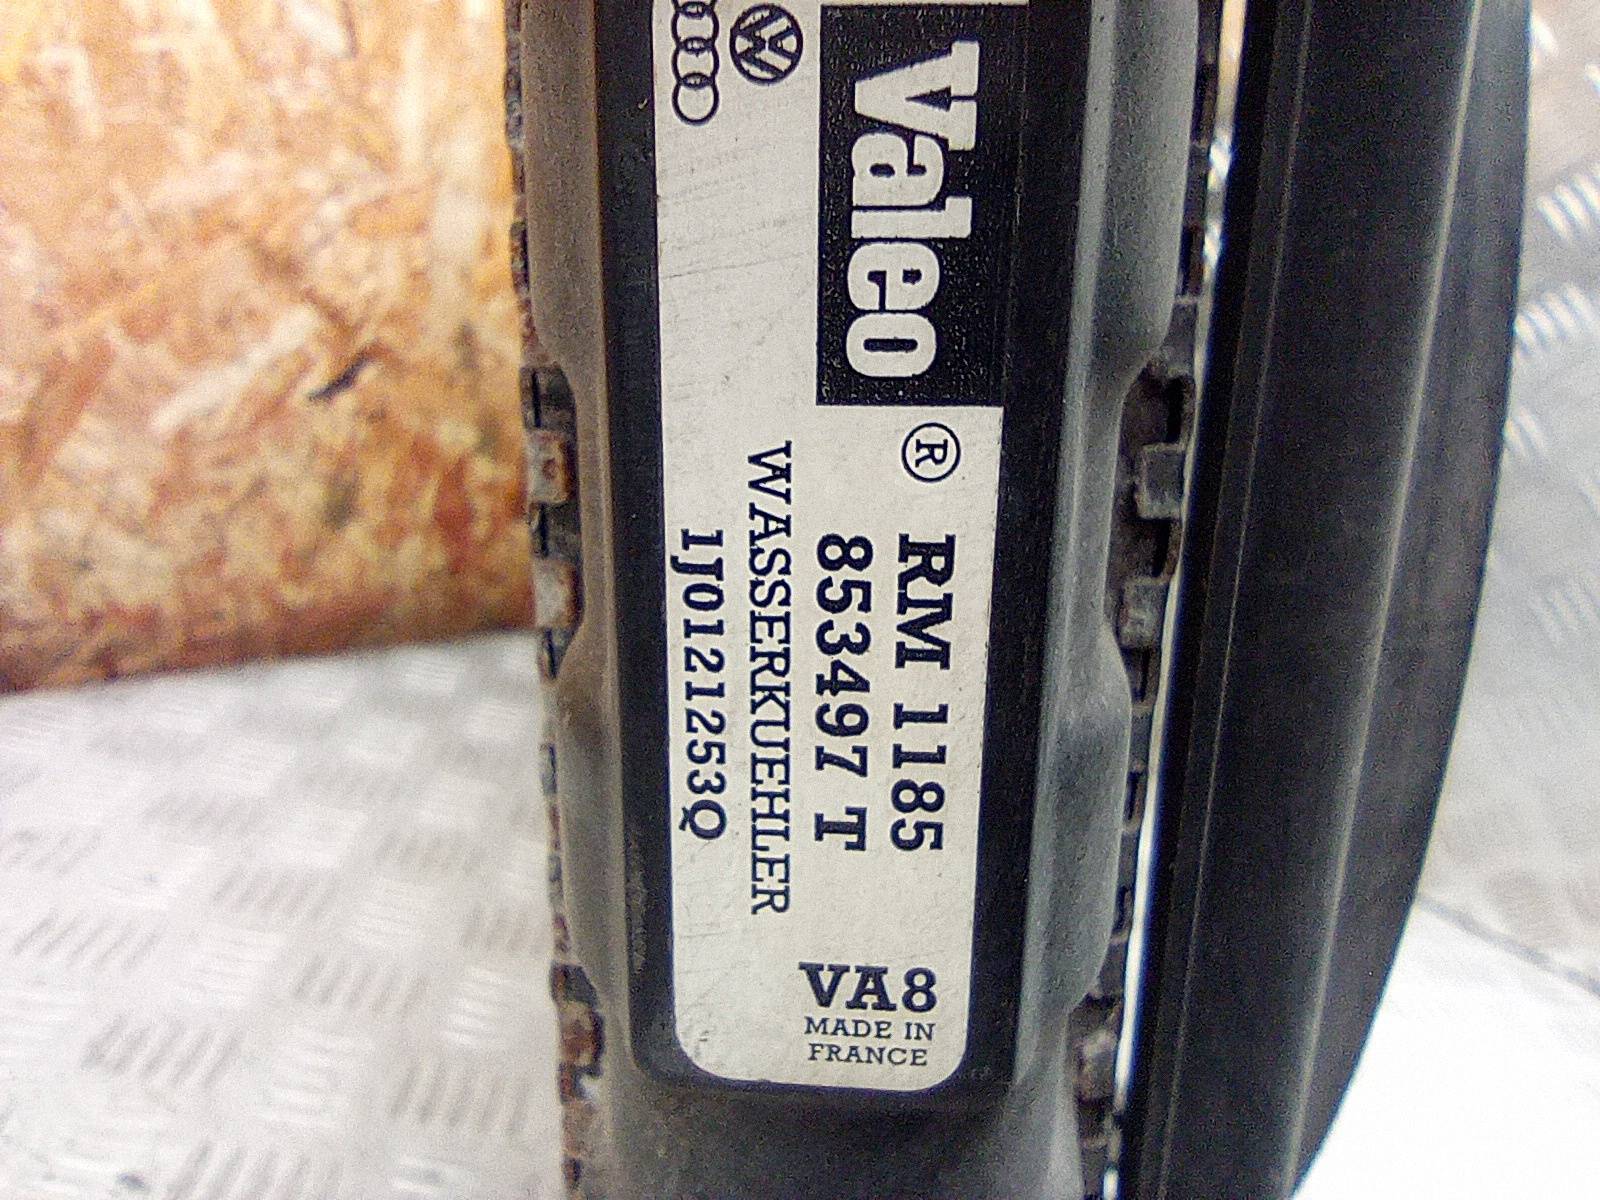 Valeo®
RM 1185
853497 T
WASSERKUEHLER
1J0121253Q
VA8
MADE IN
FRANCE